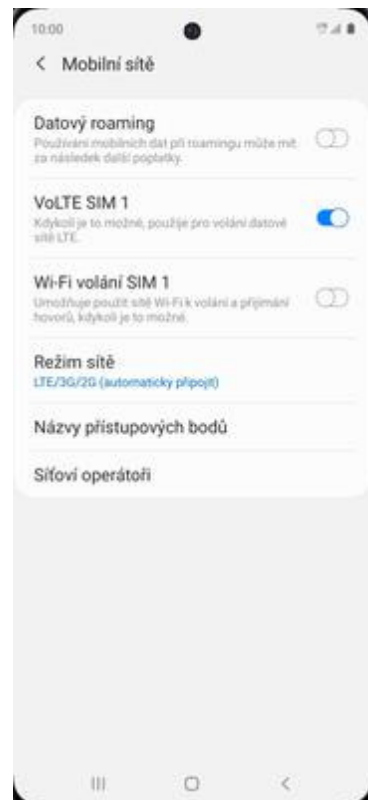 10:00
Mobilní sítě
Datový roaming
Používání mobilních dat při roamingu může mít
za následek další poplatky.
VoLTE SIM 1
Kdykoli je to možné, použije pro volání datové
sítě LTE.
Wi-Fi volání SIM 1
Umožňuje použít sítě Wi-Fi k volání a přijímání
hovorů, kdykoli je to možné.
Režim sítě
LTE/3G/2G (automaticky připojit)
Názvy přístupových bodů
Síťoví operátoři